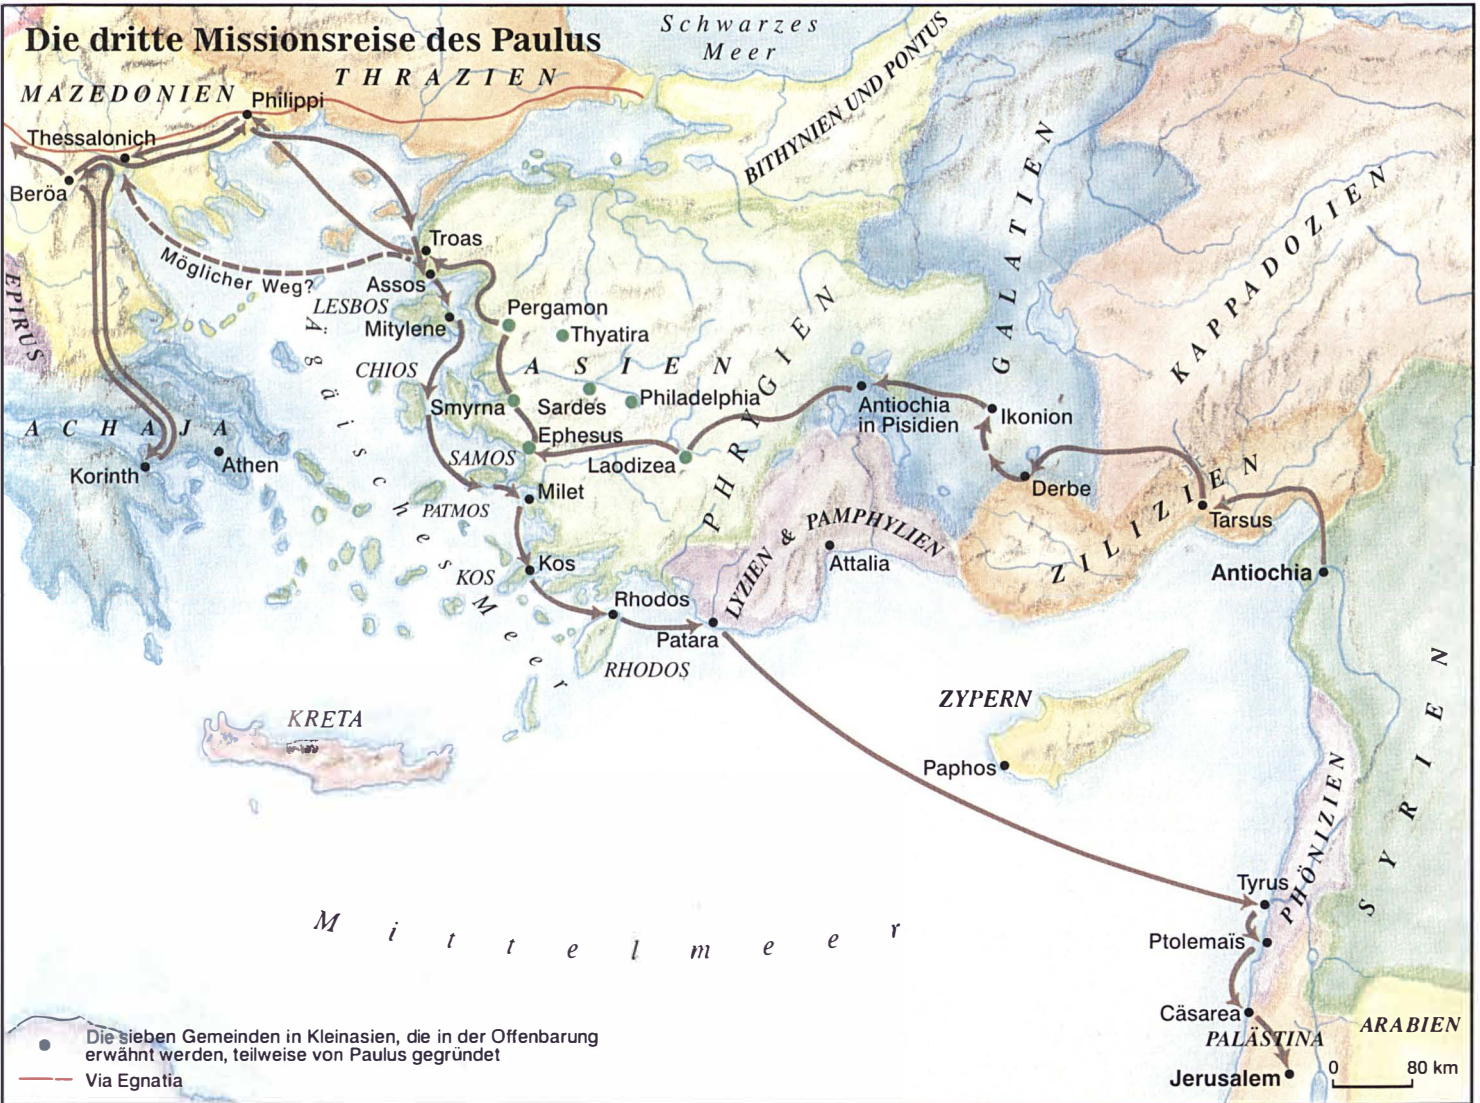 Die dritte Missionsreise des Paulus
Schwarzes
Meer
THRAZIEN
MAZEDONIEN
Philippi
BITHYNIEN UND PONTUS
Thessalonich
Beröa
GALATIEN
KAPPADOZIEN
Troas
Möglicher Weg?
Assos
EPIRUS
LESBOS
Mitylene
Pergamon
Thyatira
Ägäisches Meer
ASIEN
PHRYGIEN
CHIOS
Smyrna
Sardes
Philadelphia
Antiochia
in Pisidien
Ikonion
ACHAJA
Athen
Korinth
Ephesus
SAMOS
Laodizea
Derbe
ZILIZIEN
Tarsus
Milet
PATMOS
LYZIEN & PAMPHYLIEN
Attalia
Antiochia
Kos
KOS
Rhodos
Patara
RHODOS
KRETA
ZYPERN
Paphos
SYRIEN
PHÖNIZIEN
Tyrus
Mittelmeer
Ptolemaïs
Cäsarea
PALÄSTINA
ARABIEN
Jerusalem
0 80 km
Die sieben Gemeinden in Kleinasien, die in der Offenbarung
erwähnt werden, teilweise von Paulus gegründet
Via Egnatia